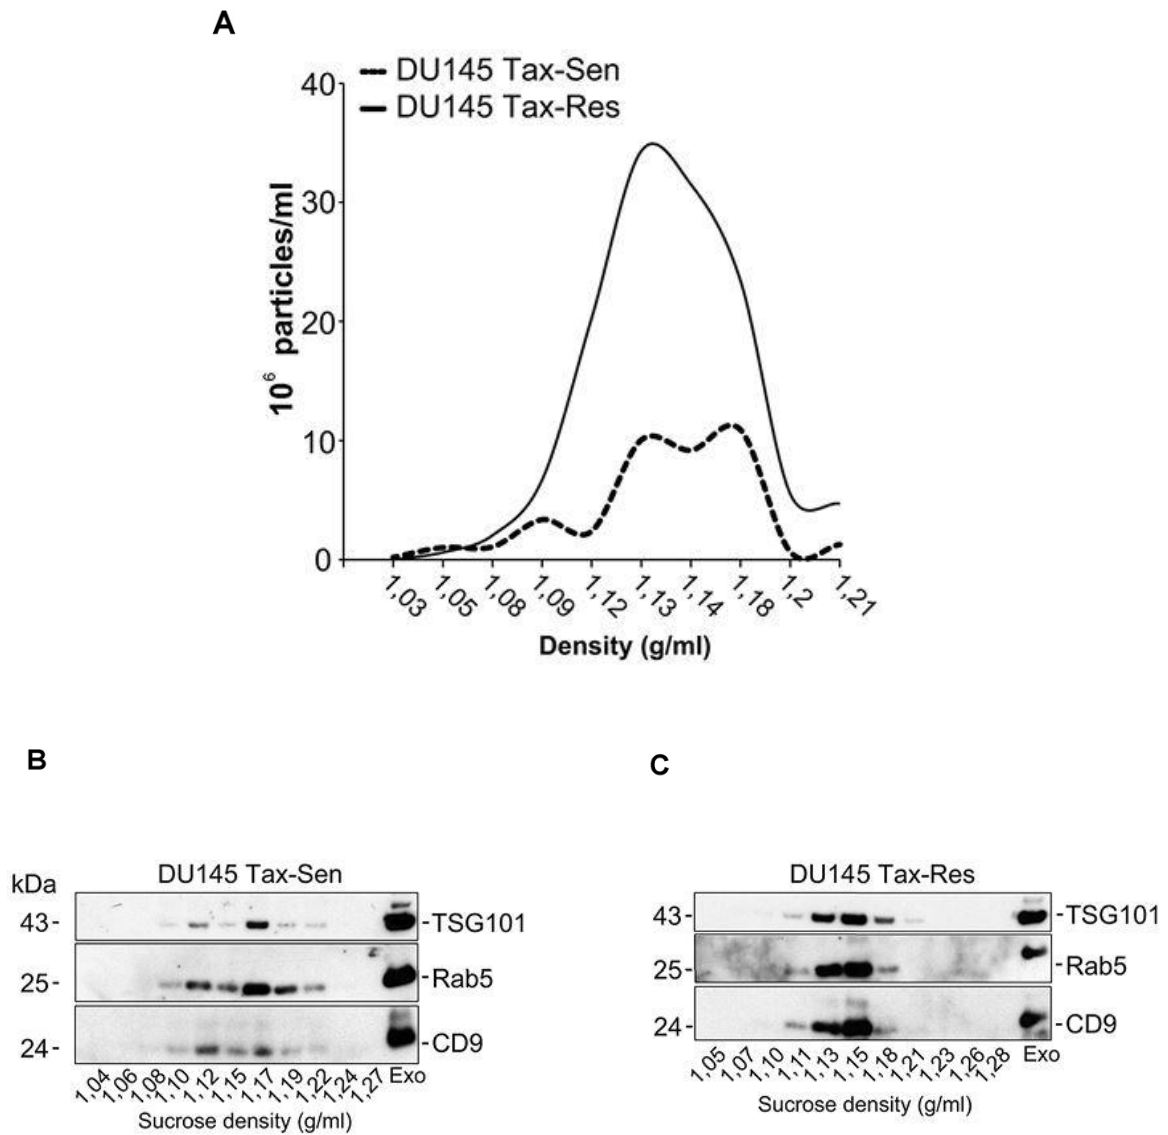 A
DU145 Tax-Sen
DU145 Tax-Res
40
30
20
10
0
10⁶ particles/ml
1,03 1,05 1,08 1,09 1,12 1,13 1,14 1,18 1,2 1,21
Density (g/ml)
B
DU145 Tax-Sen
kDa
43- -TSG101
25- -Rab5
24- -CD9
1,04 1,06 1,08 1,10 1,12 1,15 1,17 1,19 1,22 1,24 1,27 Exo
Sucrose density (g/ml)
C
DU145 Tax-Res
43- -TSG101
25- -Rab5
24- -CD9
1,05 1,07 1,10 1,11 1,13 1,15 1,18 1,21 1,23 1,26 1,28 Exo
Sucrose density (g/ml)